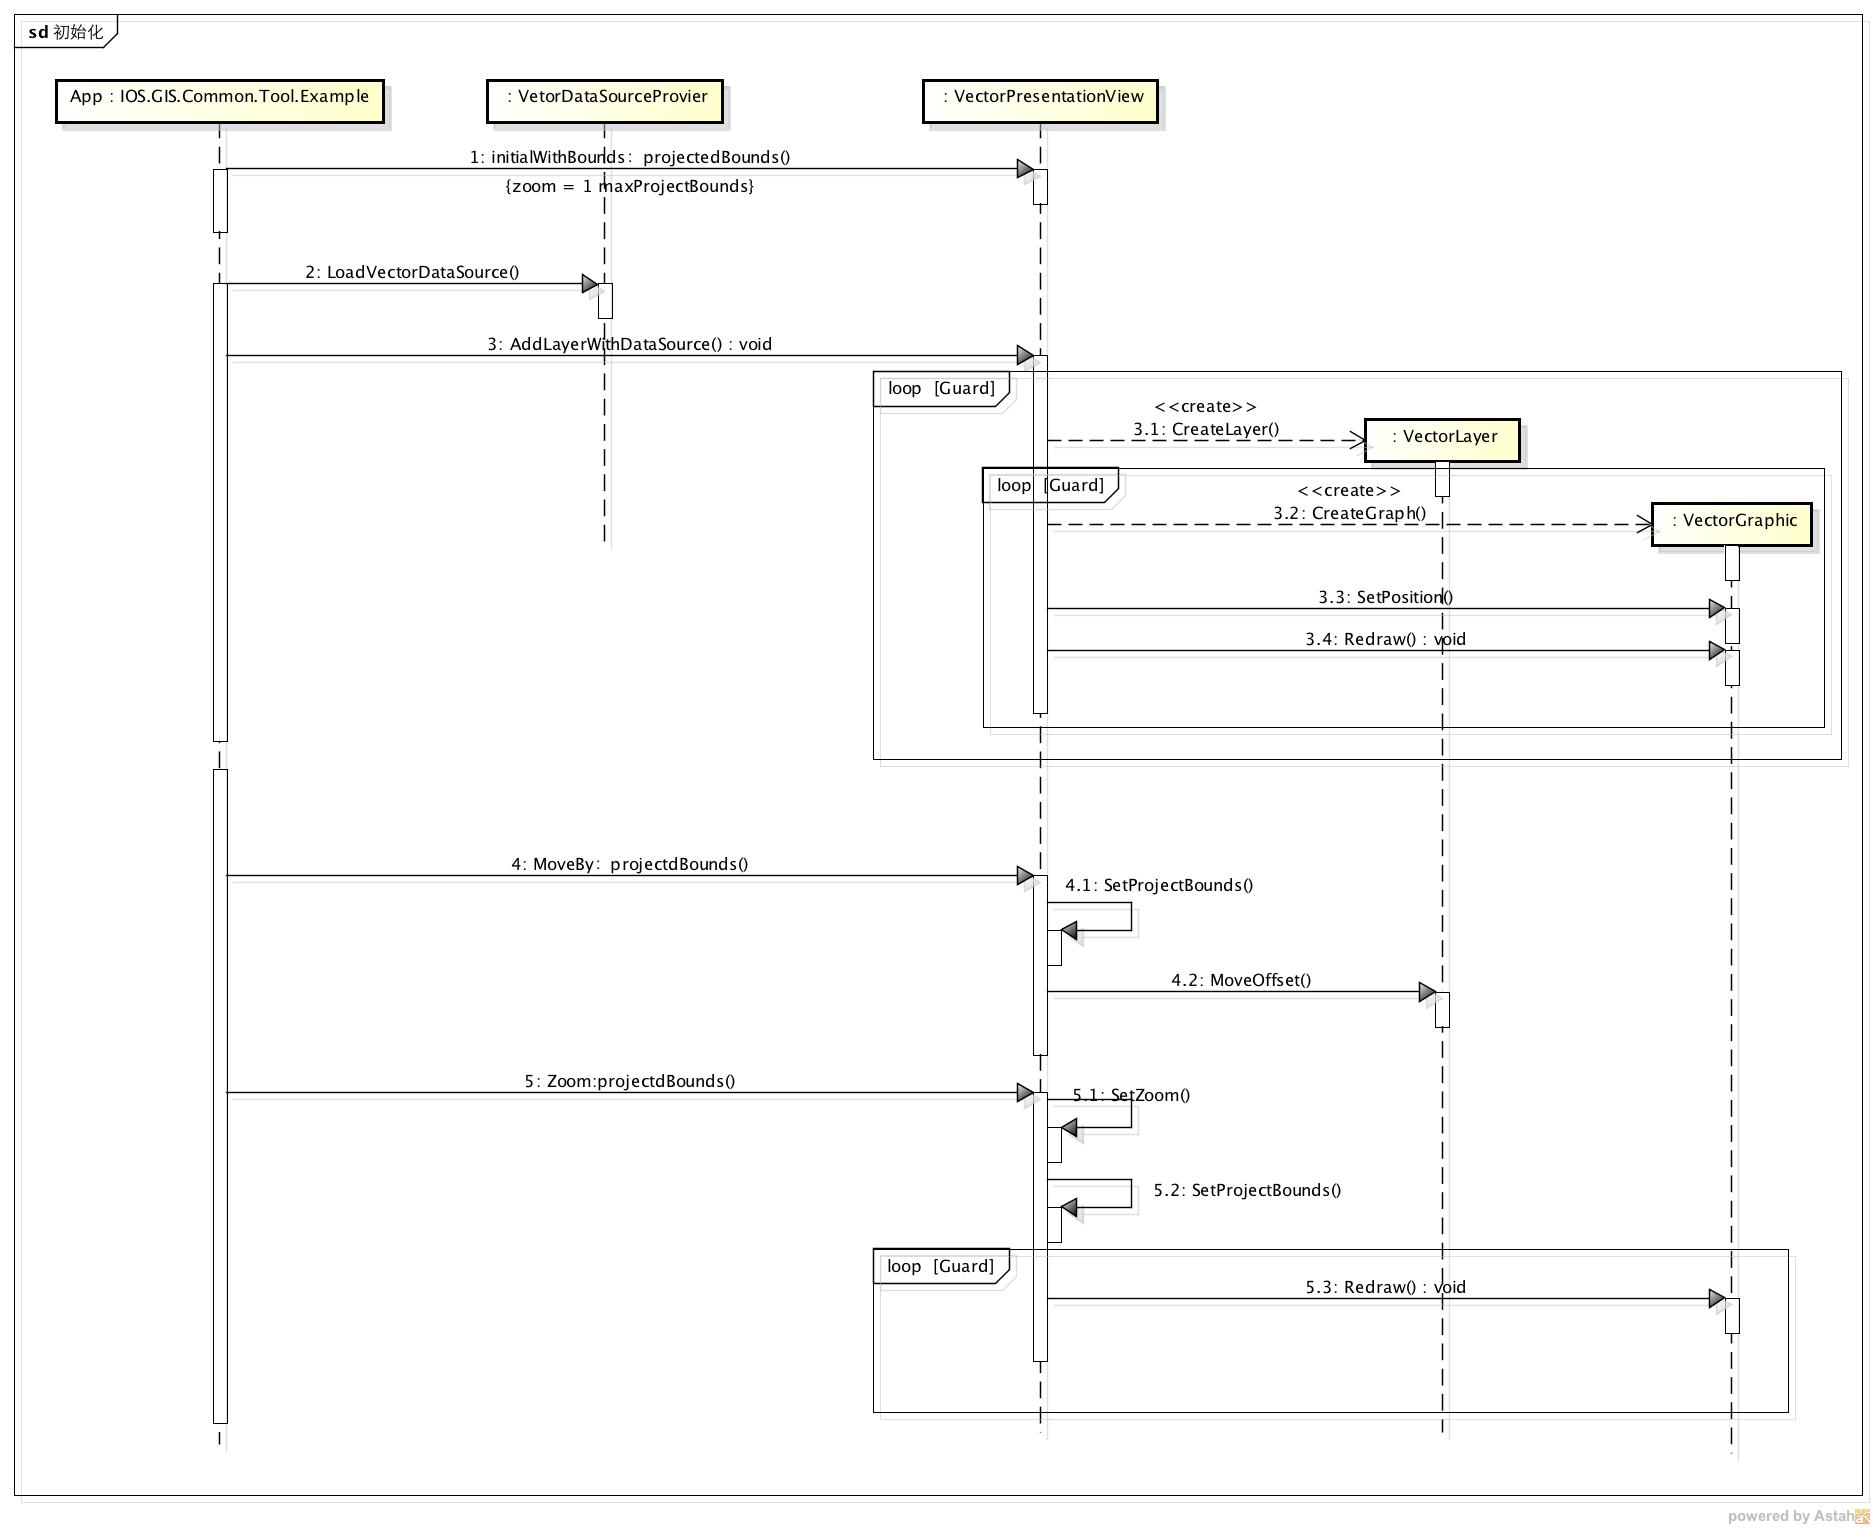 sd 初始化
App : IOS.GIS.Common.Tool.Example
: VetorDataSourceProvier
: VectorPresentationView
1: initialWithBounds：projectedBounds()
{zoom = 1 maxProjectBounds}
2: LoadVectorDataSource()
3: AddLayerWithDataSource() : void
loop [Guard]
<<create>>
3.1: CreateLayer()
: VectorLayer
loop [Guard]
<<create>>
3.2: CreateGraph()
: VectorGraphic
3.3: SetPosition()
3.4: Redraw() : void
4: MoveBy：projectdBounds()
4.1: SetProjectBounds()
4.2: MoveOffset()
5: Zoom:projectdBounds()
5.1: SetZoom()
5.2: SetProjectBounds()
loop [Guard]
5.3: Redraw() : void
powered by Astah